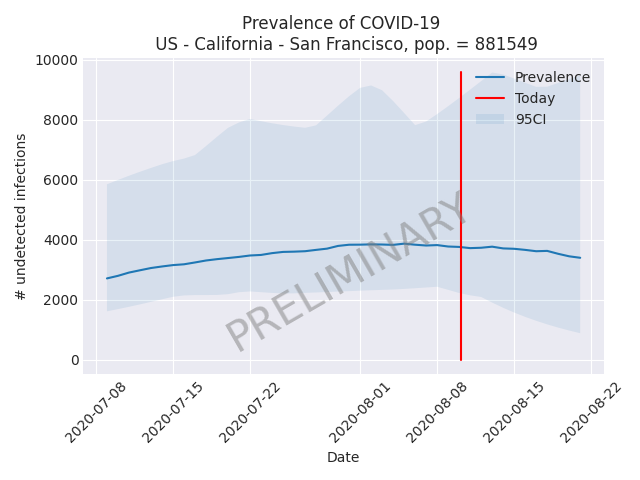 Prevalence of COVID-19
US - California - San Francisco, pop. = 881549
# undetected infections
10000
8000
6000
4000
2000
0
Prevalence
Today
95CI
PRELIMINARY
2020-07-08
2020-07-15
2020-07-22
2020-08-01
2020-08-08
2020-08-15
2020-08-22
Date